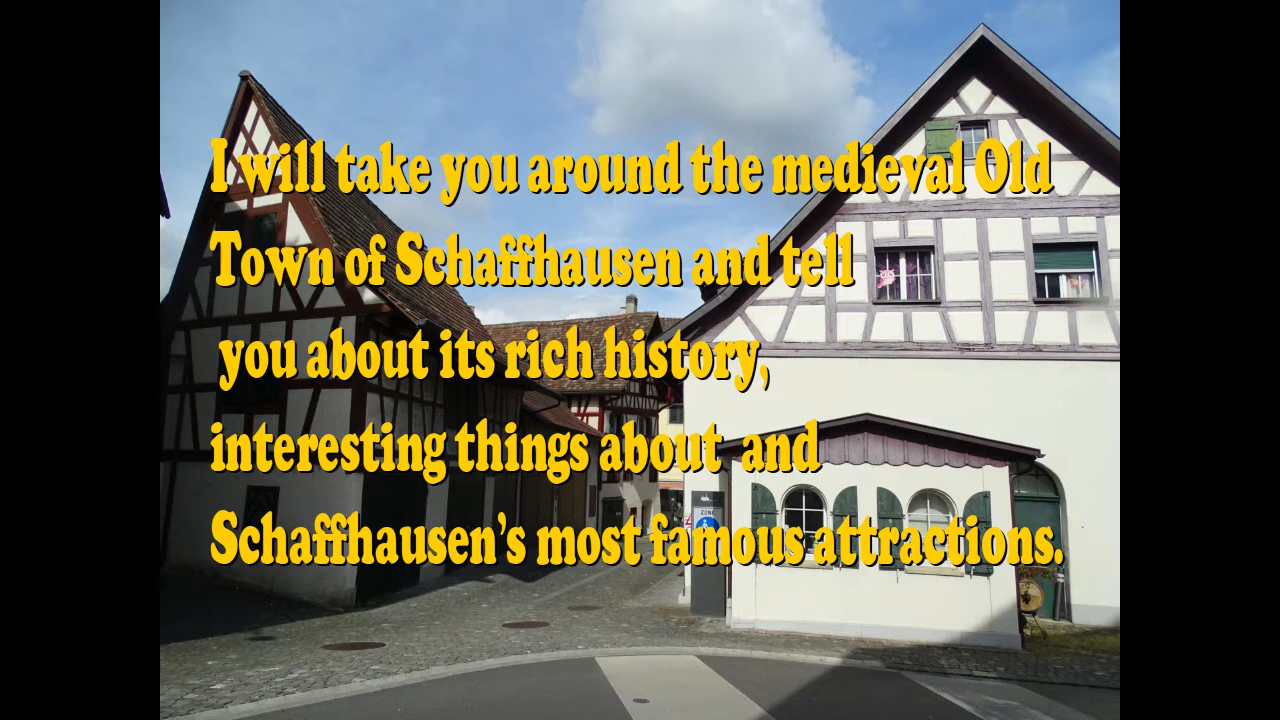 I will take you around the medieval Old
Town of Schaffhausen and tell
you about its rich history,
interesting things about and
Schaffhausen's most famous attractions.
ZONE